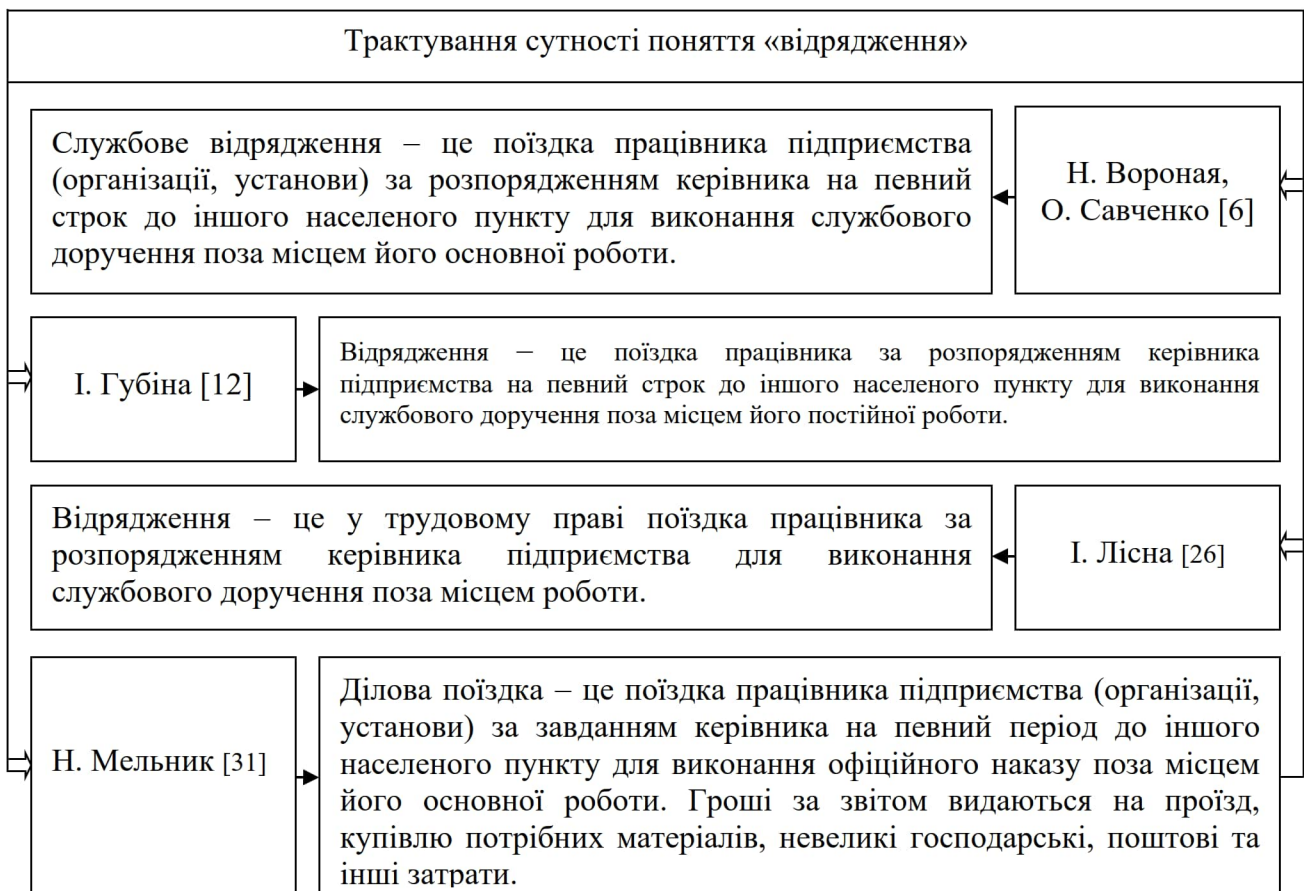 Трактування сутності поняття «відрядження»
Службове відрядження – це поїздка працівника підприємства
(організації, установи) за розпорядженням керівника на певний
строк до іншого населеного пункту для виконання службового
доручення поза місцем його основної роботи.
Н. Вороная,
О. Савченко [6]
І. Губіна [12]
Відрядження – це поїздка працівника за розпорядженням керівника
підприємства на певний строк до іншого населеного пункту для виконання
службового доручення поза місцем його постійної роботи.
Відрядження – це у трудовому праві поїздка працівника за
розпорядженням керівника підприємства для виконання
службового доручення поза місцем роботи.
І. Лісна [26]
Н. Мельник [31]
Ділова поїздка – це поїздка працівника підприємства (організації,
установи) за завданням керівника на певний період до іншого
населеного пункту для виконання офіційного наказу поза місцем
його основної роботи. Гроші за звітом видаються на проїзд,
купівлю потрібних матеріалів, невеликі господарські, поштові та
інші затрати.